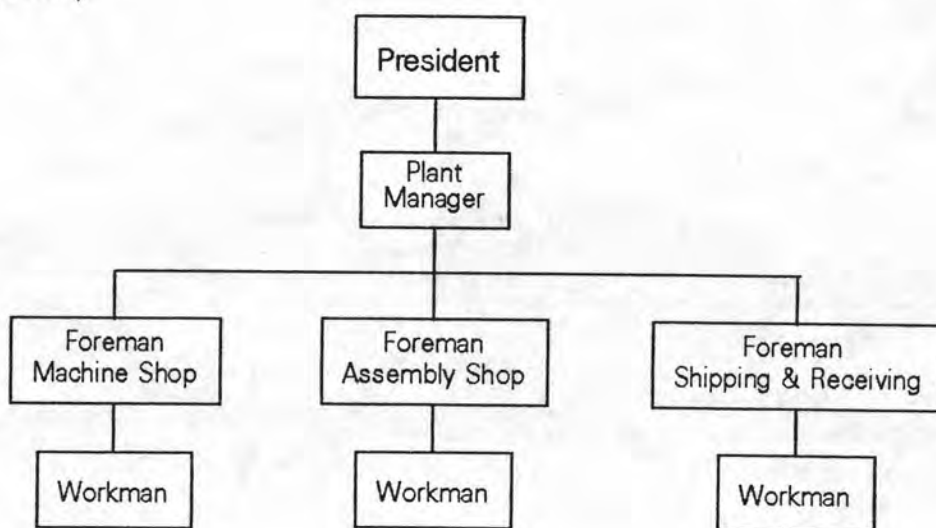 President
Plant
Manager
Foreman
Machine Shop
Foreman
Assembly Shop
Foreman
Shipping & Receiving
Workman
Workman
Workman